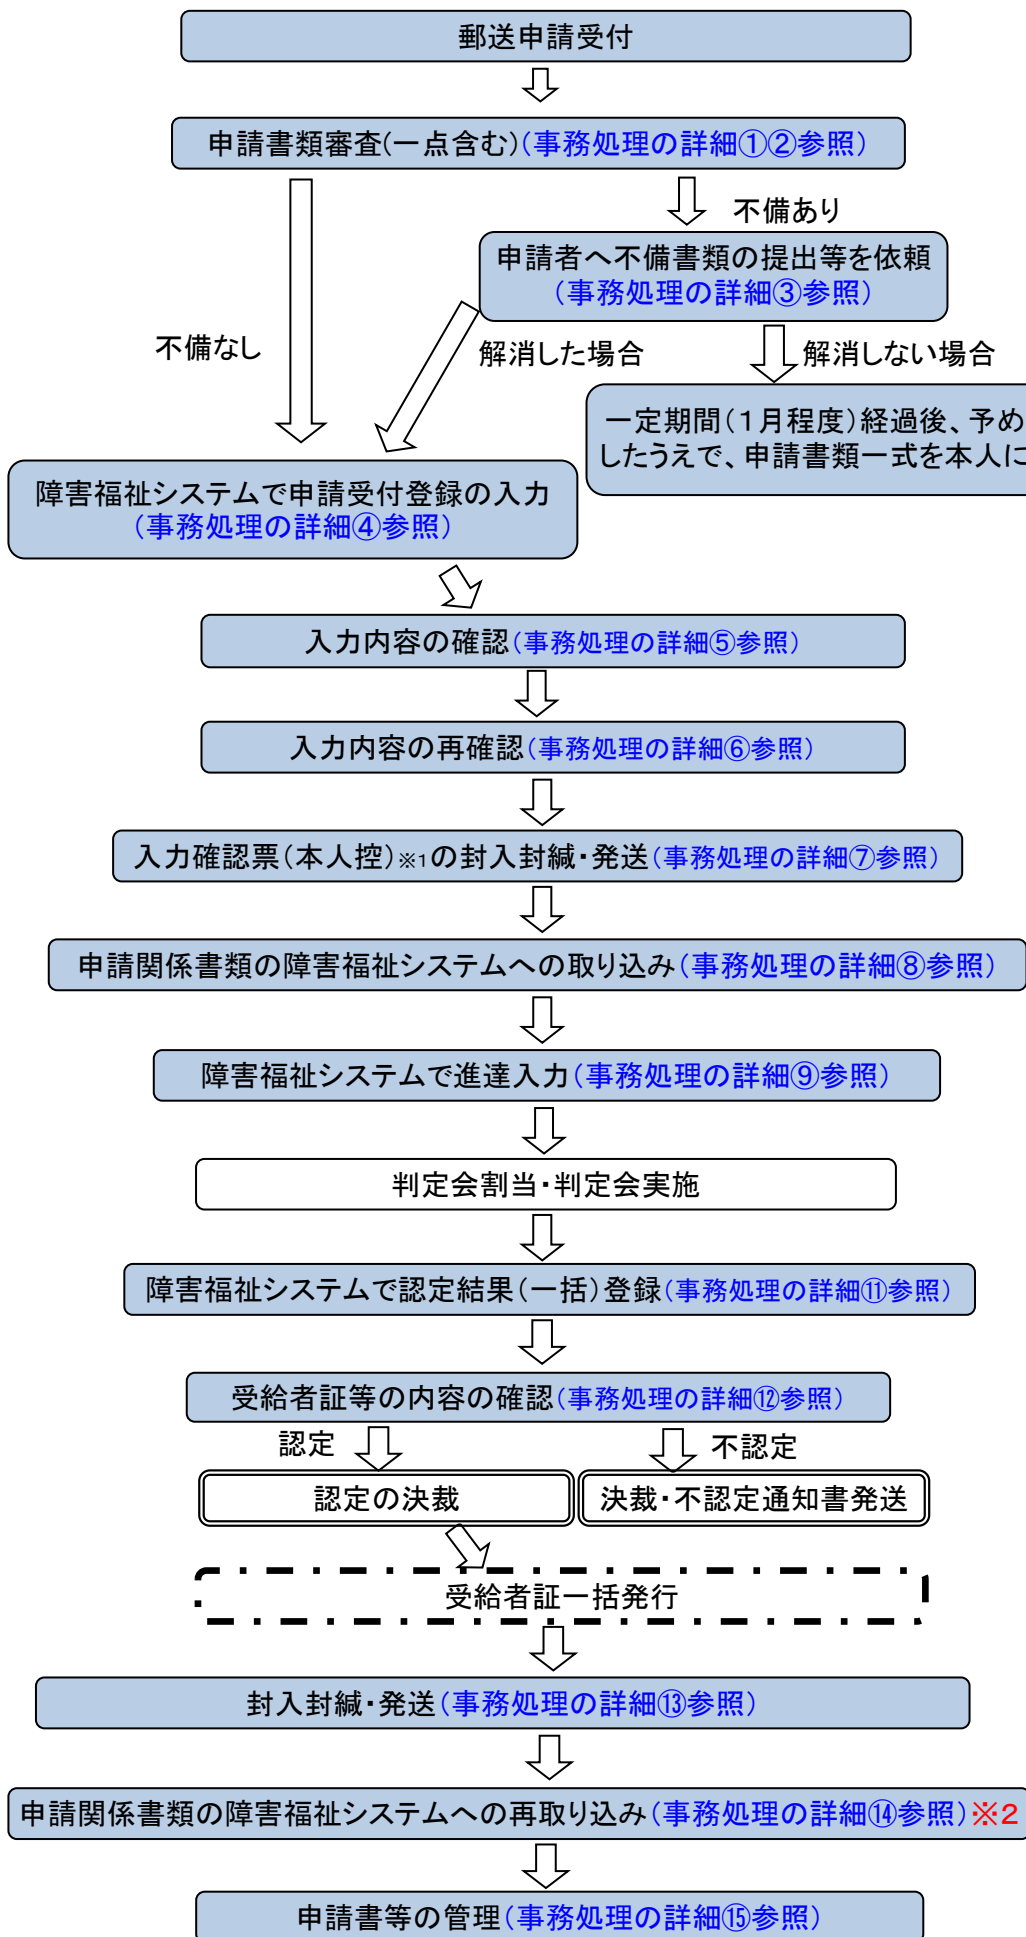 郵送申請受付
申請書類審査(一点含む)(事務処理の詳細①②参照)
不備あり
申請者へ不備書類の提出等を依頼
(事務処理の詳細③参照)
不備なし
解消した場合
解消しない場合
一定期間(1月程度)経過後、予め
したうえで、申請書類一式を本人に
障害福祉システムで申請受付登録の入力
(事務処理の詳細④参照)
入力内容の確認(事務処理の詳細⑤参照)
入力内容の再確認(事務処理の詳細⑥参照)
入力確認票(本人控)※1の封入封緘・発送(事務処理の詳細⑦参照)
申請関係書類の障害福祉システムへの取り込み(事務処理の詳細⑧参照)
障害福祉システムで進達入力(事務処理の詳細⑨参照)
判定会割当・判定会実施
障害福祉システムで認定結果(一括)登録(事務処理の詳細⑪参照)
受給者証等の内容の確認(事務処理の詳細⑫参照)
認定
不認定
認定の決裁
決裁・不認定通知書発送
受給者証一括発行
封入封緘・発送(事務処理の詳細⑬参照)
申請関係書類の障害福祉システムへの再取り込み(事務処理の詳細⑭参照)※2
申請書等の管理(事務処理の詳細⑮参照)